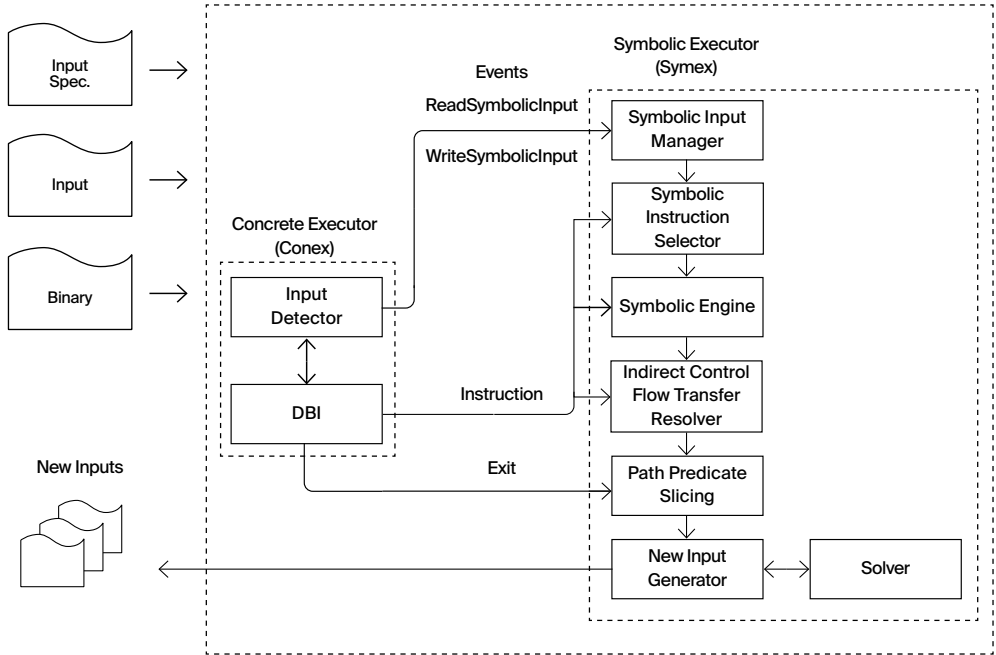 Input
Spec.
Input
Binary
New Inputs
Concrete Executor
(Conex)
Input
Detector
DBI
Events
ReadSymbolicInput
WriteSymbolicInput
Instruction
Exit
Symbolic Executor
(Symex)
Symbolic Input
Manager
Symbolic
Instruction
Selector
Symbolic Engine
Indirect Control
Flow Transfer
Resolver
Path Predicate
Slicing
New Input
Generator
Solver